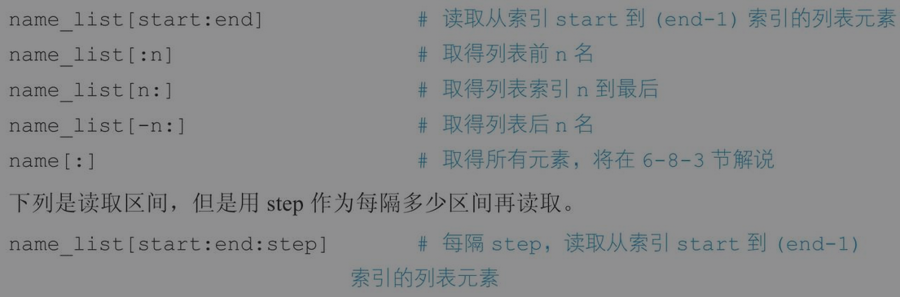 name_list[start:end] # 读取从索引 start 到 (end-1) 索引的列表元素
name_list[:n] # 取得列表前 n 名
name_list[n:] # 取得列表索引 n 到最后
name_list[-n:] # 取得列表后 n 名
name[:] # 取得所有元素，将在 6-8-3 节解说
下列是读取区间，但是用 step 作为每隔多少区间再读取。
name_list[start:end:step] # 每隔 step，读取从索引 start 到 (end-1)
索引的列表元素